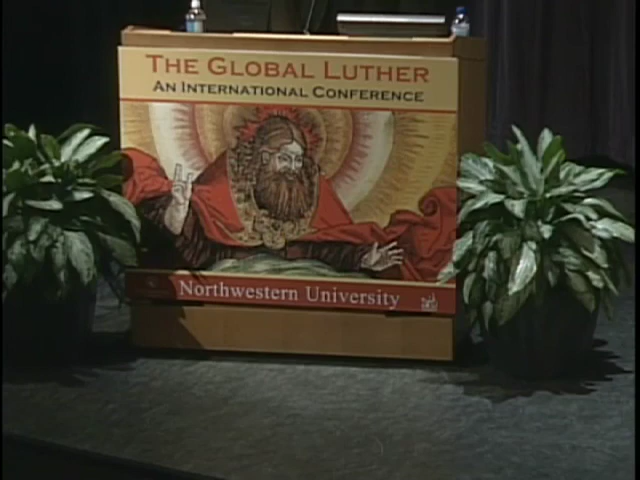 The Global Luther
An International Conference
Northwestern University